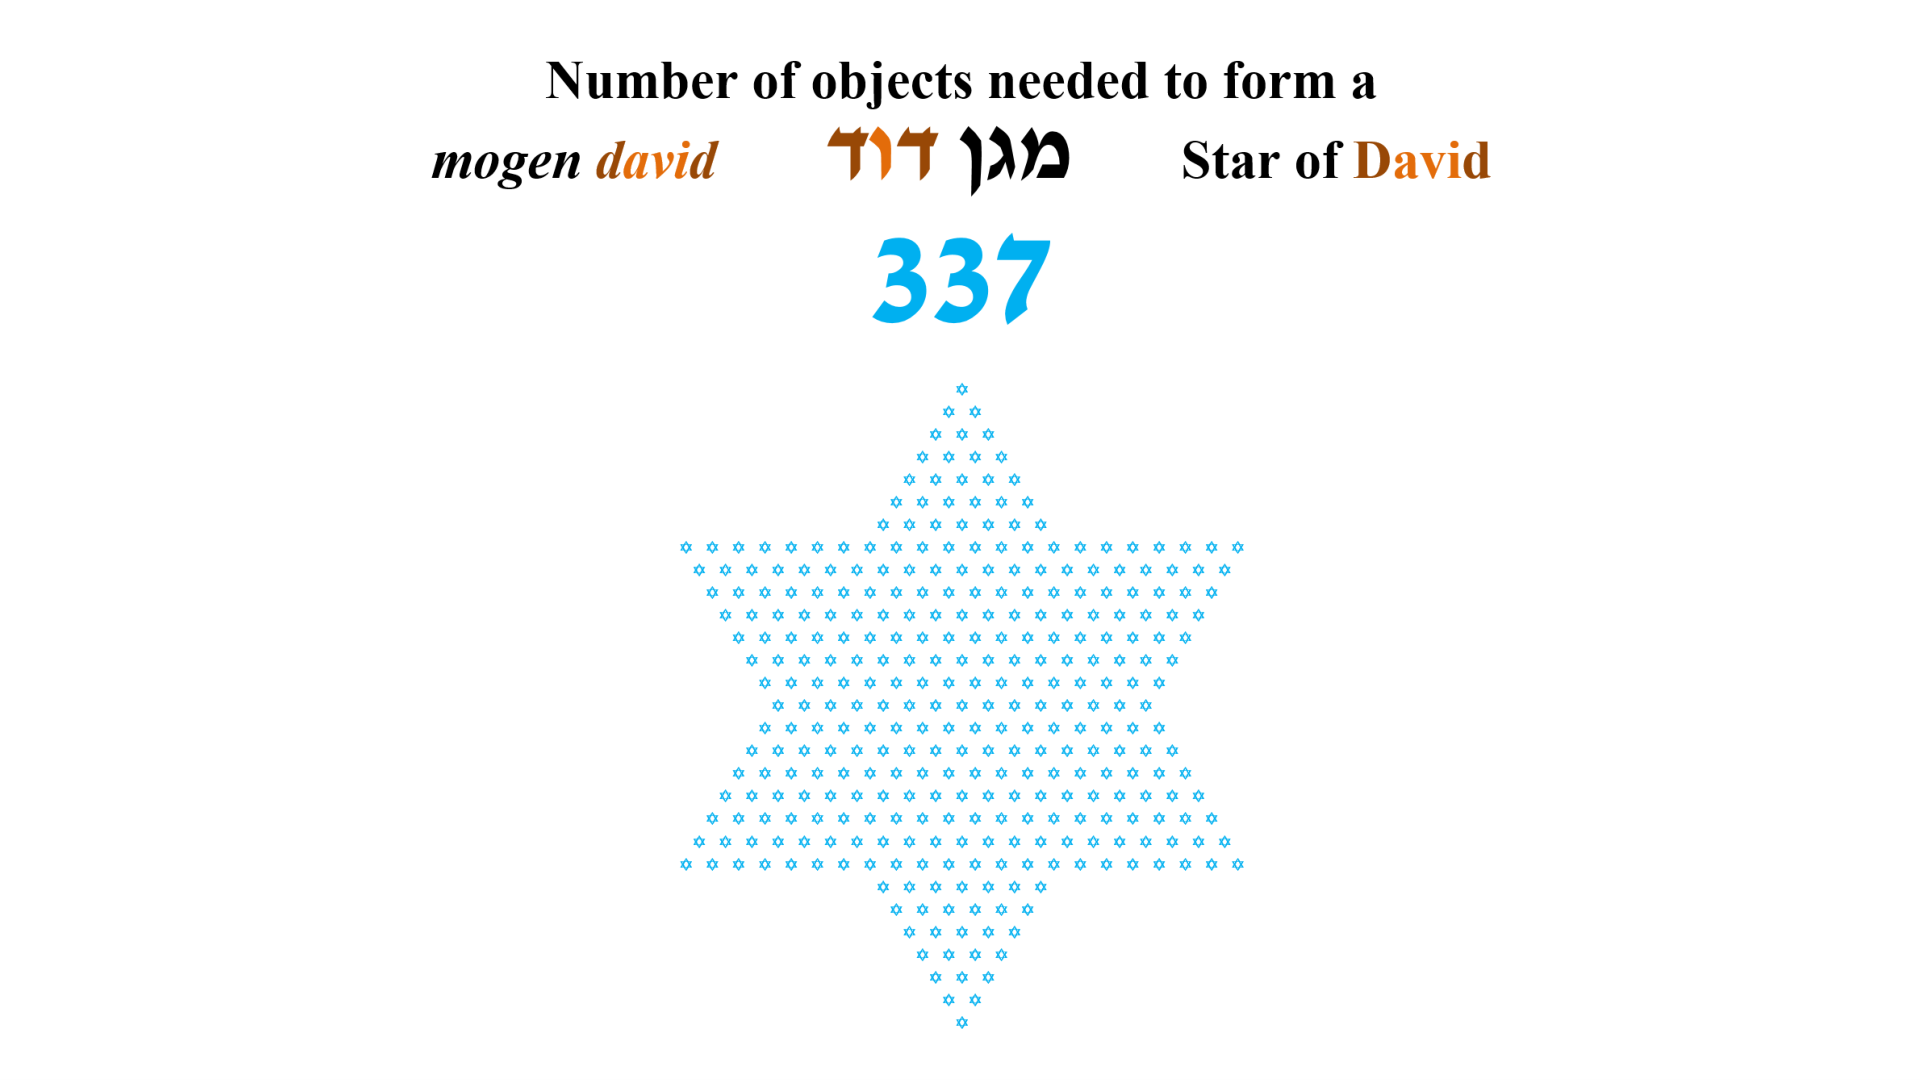 Number of objects needed to form a
mogen david מגן דוד Star of David
337